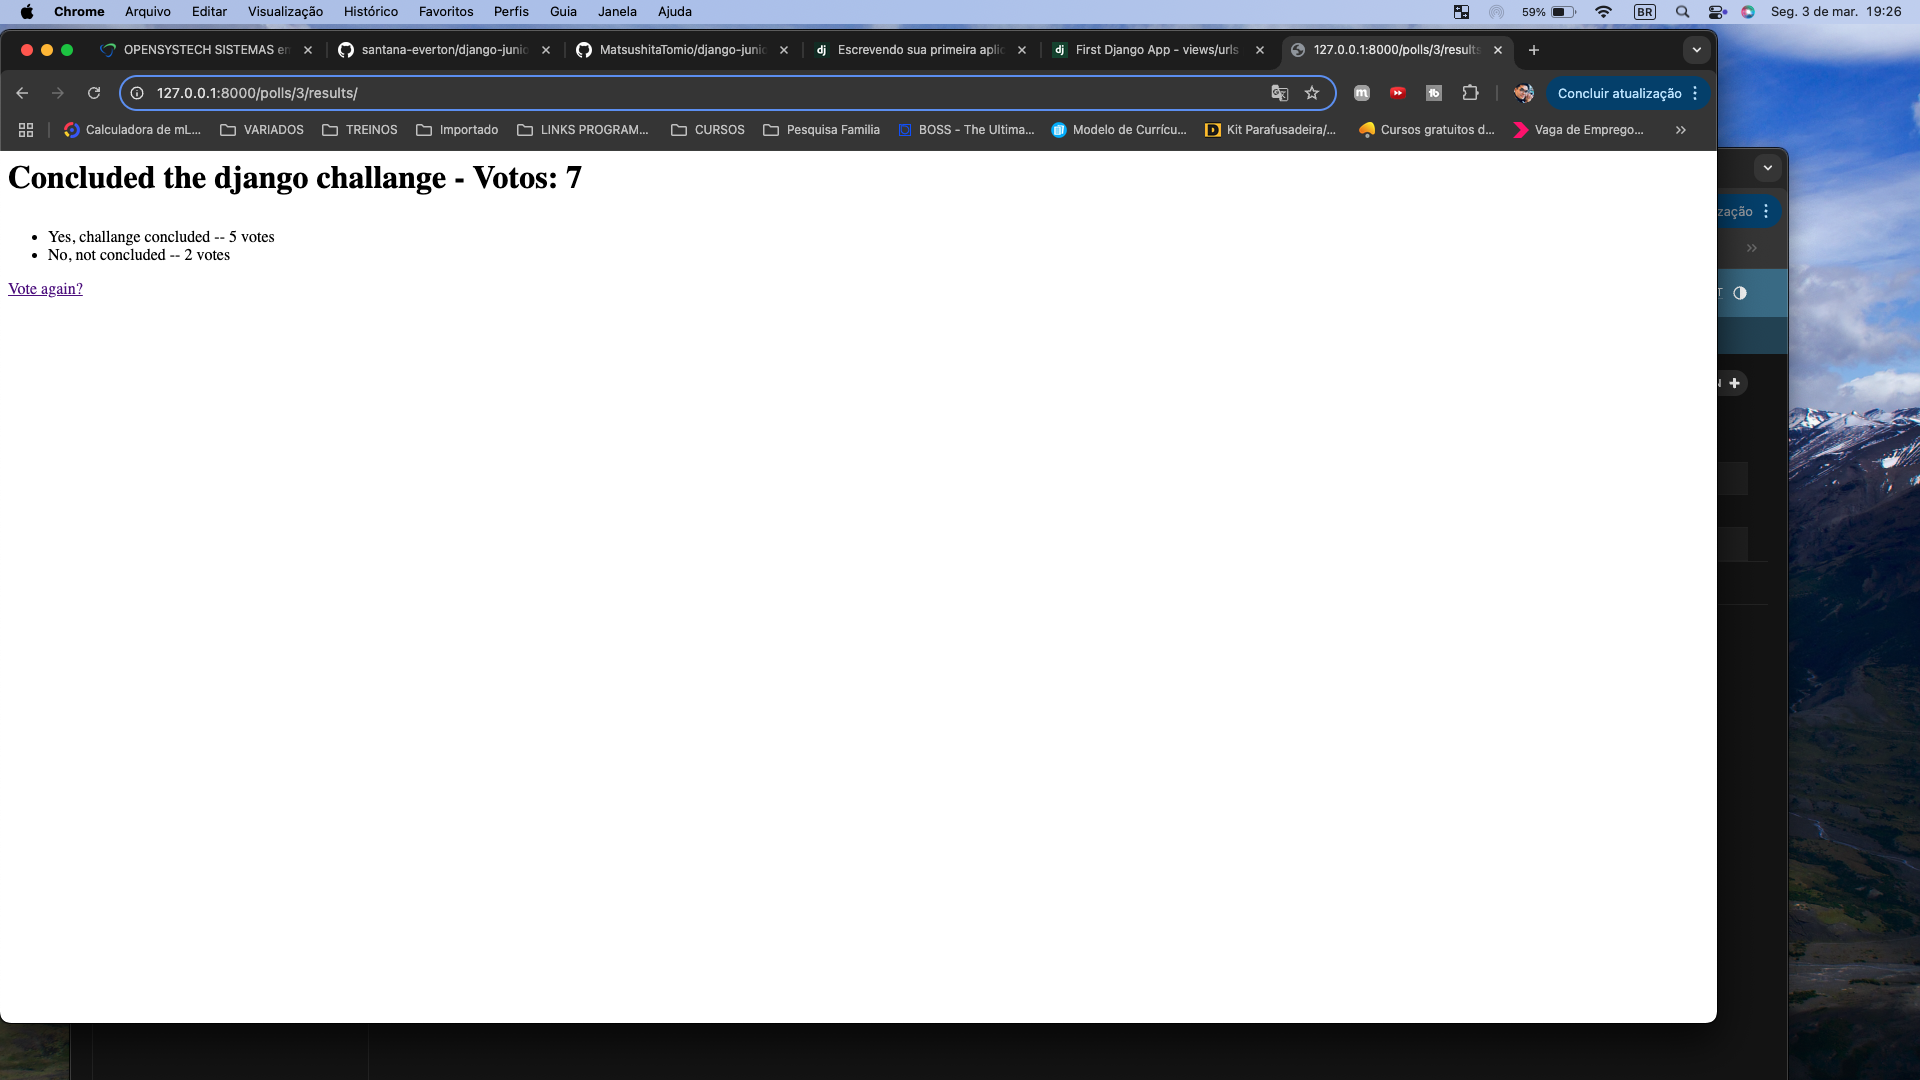 Chrome Arquivo Editar Visualização Histórico Favoritos Perfis Guia Janela Ajuda 59% BR Seg. 3 de mar. 19:26
OPENSYSTECH SISTEMAS en santana-everton/django-junio MatsushitaTomio/django-junio Escrevendo sua primeira aplic First Django App - views/urls 127.0.0.1:8000/polls/3/results
127.0.0.1:8000/polls/3/results/ Concluir atualização
Calculadora de mL... VARIADOS TREINOS Importado LINKS PROGRAM... CURSOS Pesquisa Familia BOSS - The Ultima... Modelo de Currícu... Kit Parafusadeira/... Cursos gratuitos d... Vaga de Emprego...
Concluded the django challange - Votos: 7
zação
Yes, challange concluded -- 5 votes
No, not concluded -- 2 votes
Vote again?